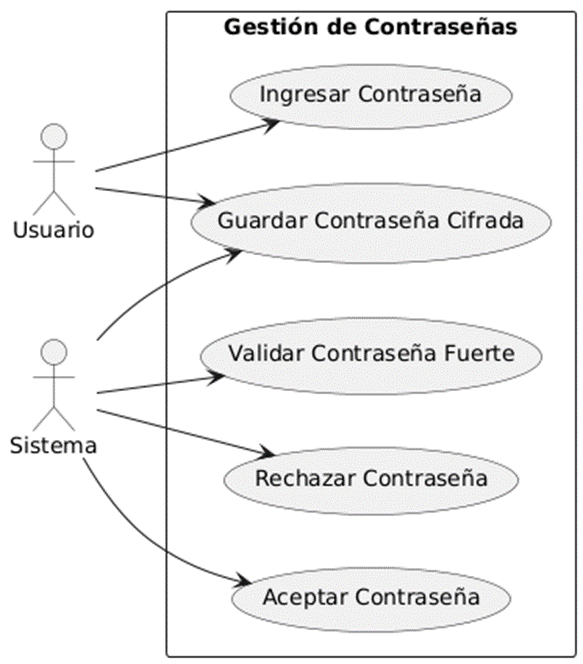 Gestión de Contraseñas
Ingresar Contraseña
Usuario
Guardar Contraseña Cifrada
Validar Contraseña Fuerte
Sistema
Rechazar Contraseña
Aceptar Contraseña